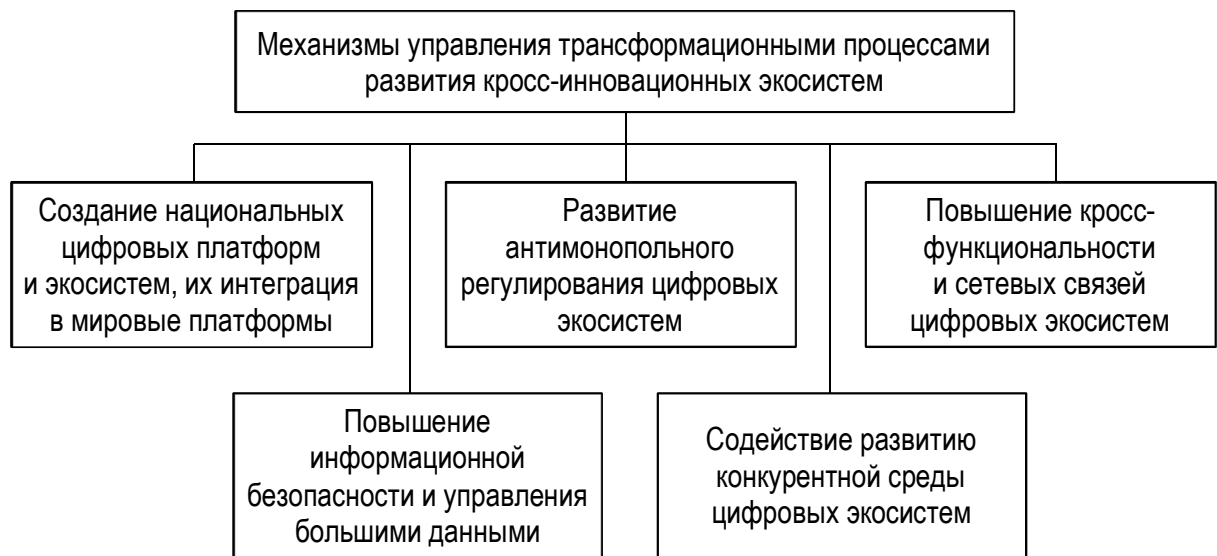 Механизмы управления трансформационными процессами
развития кросс-инновационных экосистем
Создание национальных
цифровых платформ
и экосистем, их интеграция
в мировые платформы
Развитие
антимонопольного
регулирования цифровых
экосистем
Повышение кросс-
функциональности
и сетевых связей
цифровых экосистем
Повышение
информационной
безопасности и управления
большими данными
Содействие развитию
конкурентной среды
цифровых экосистем